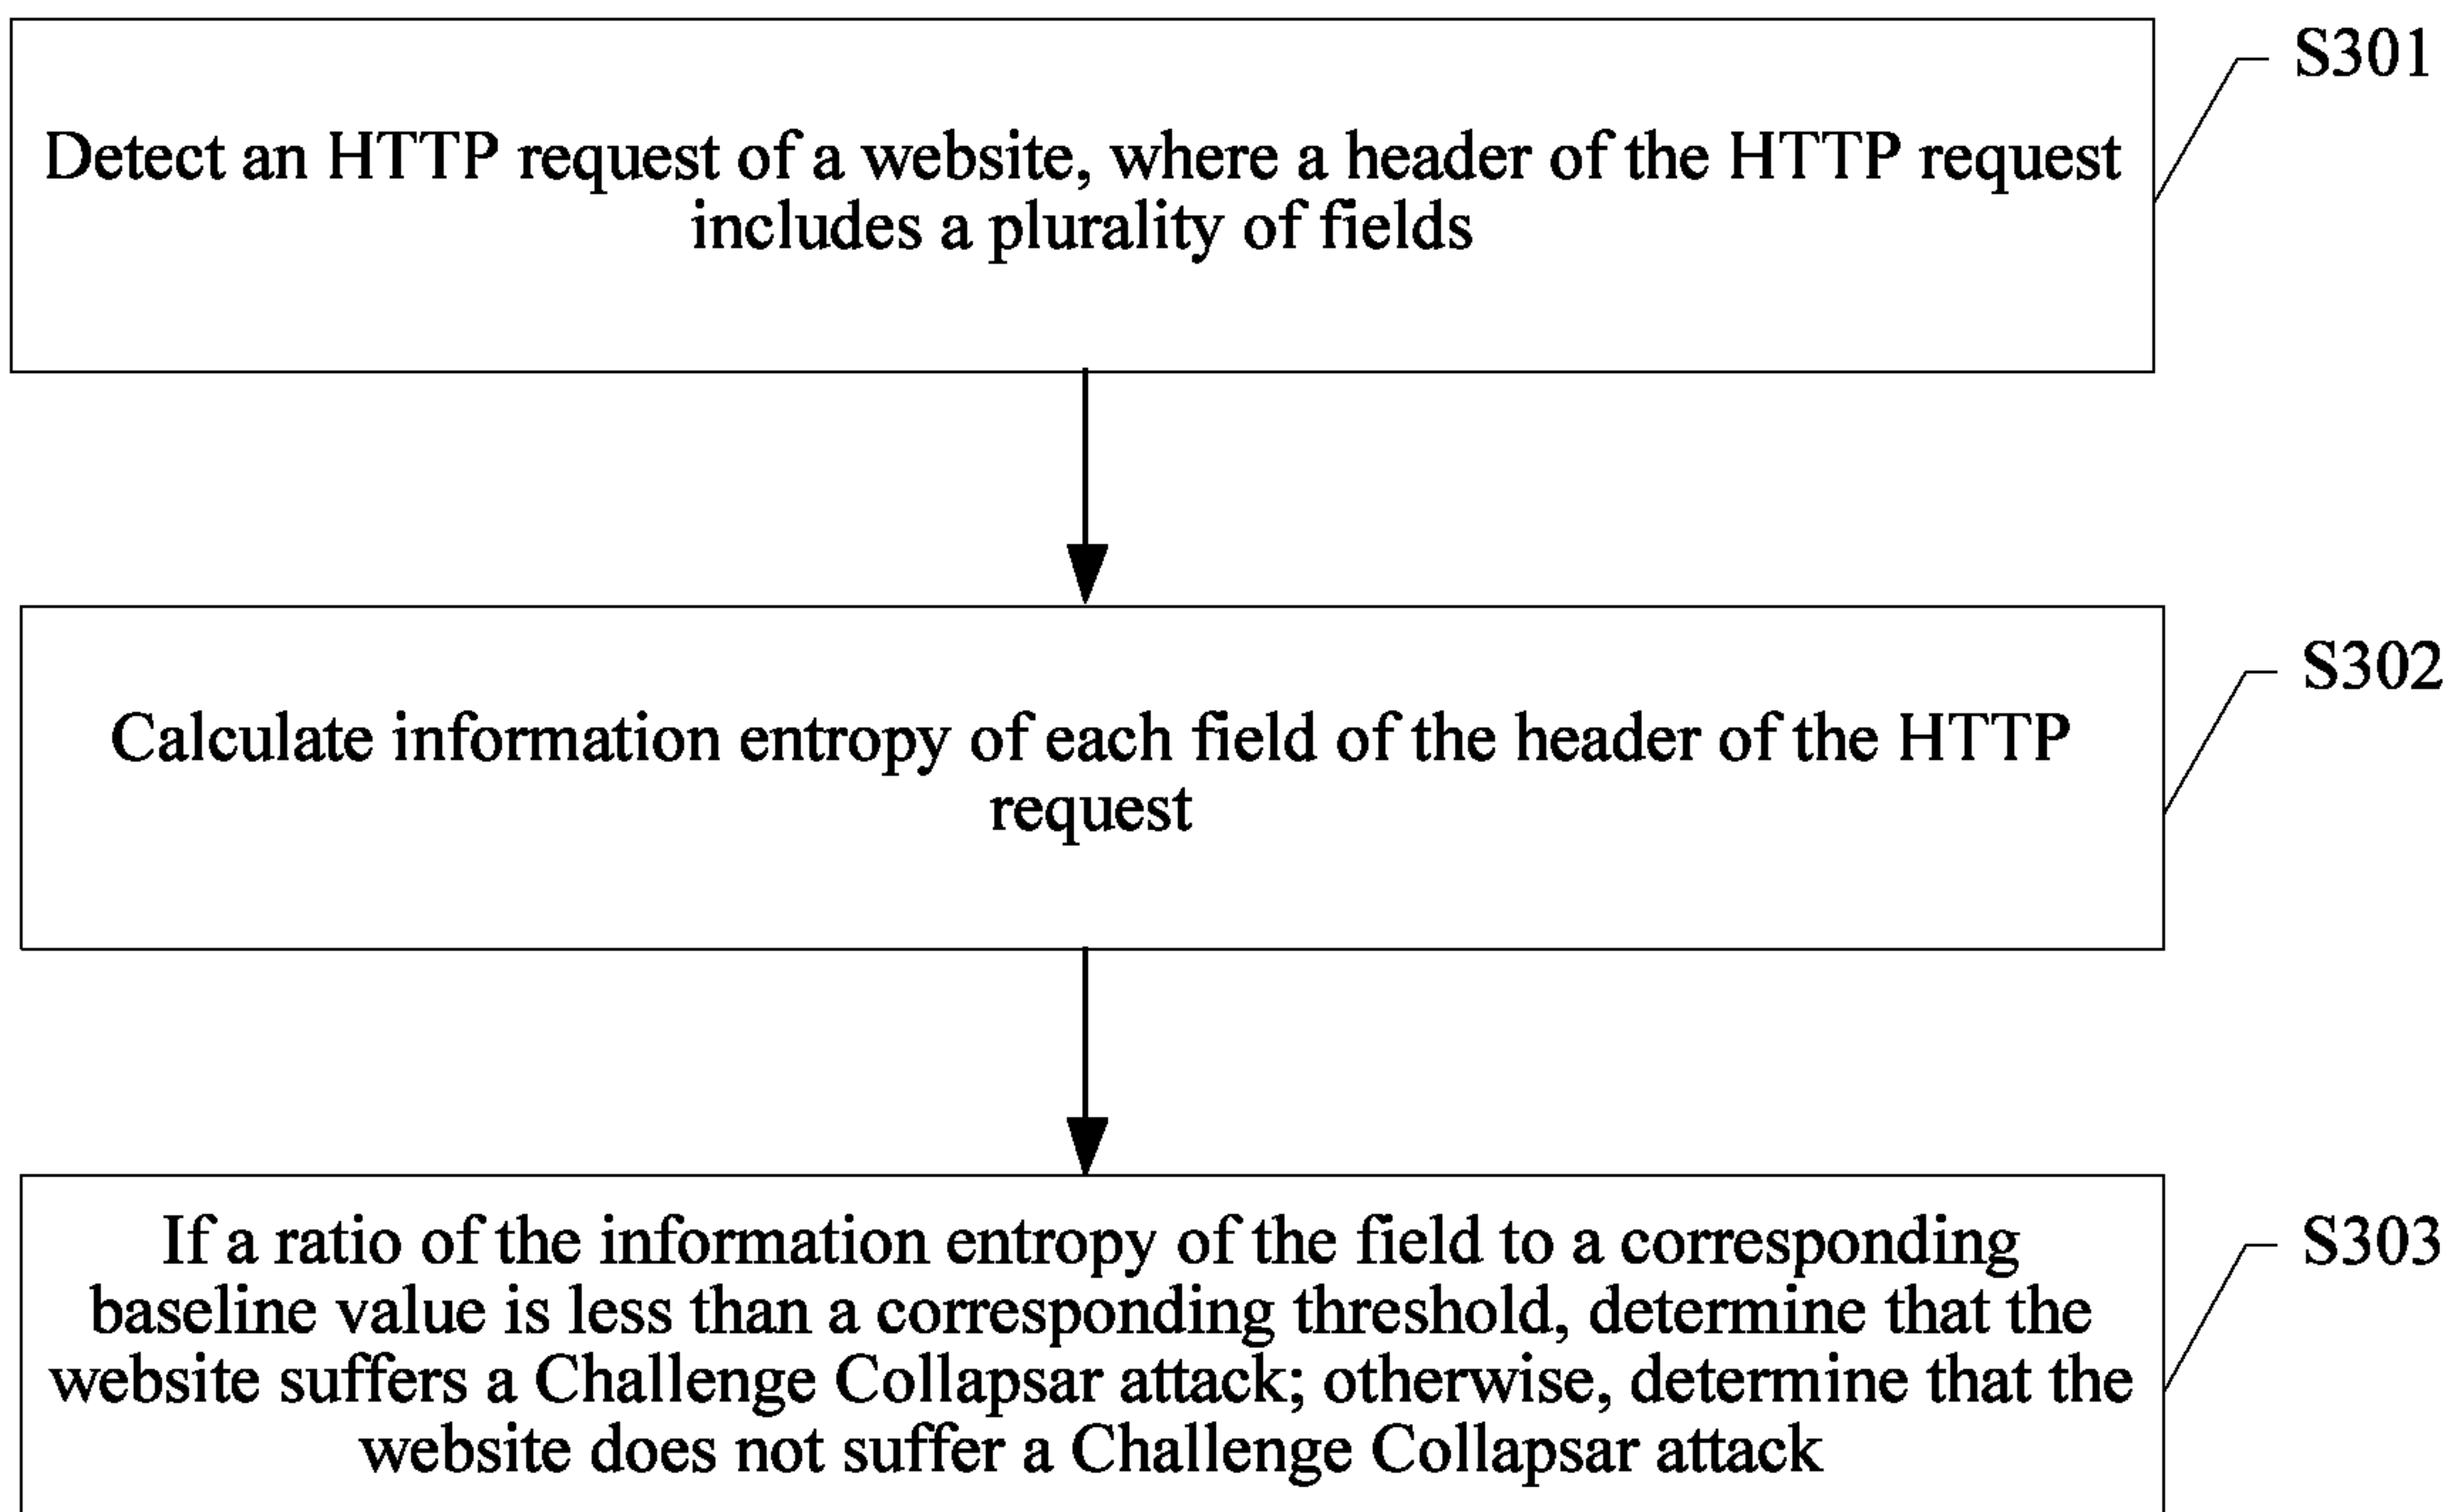 S301
Detect an HTTP request of a website, where a header of the HTTP request
includes a plurality of fields
S302
Calculate information entropy of each field of the header of the HTTP
request
S303
If a ratio of the information entropy of the field to a corresponding
baseline value is less than a corresponding threshold, determine that the
website suffers a Challenge Collapsar attack; otherwise, determine that the
website does not suffer a Challenge Collapsar attack